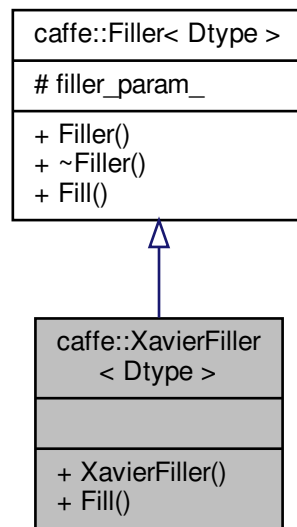 caffe::Filler< Dtype >
# filler_param_
+ Filler()
+ ~Filler()
+ Fill()
caffe::XavierFiller
< Dtype >
+ XavierFiller()
+ Fill()